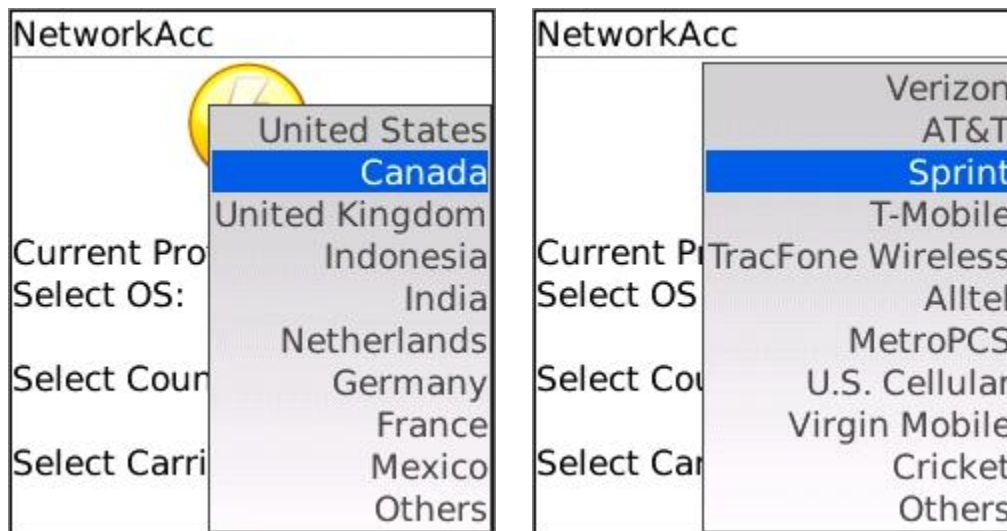 NetworkAcc
United States
Canada
United Kingdom
Current Pro
Indonesia
Select OS:
India
Netherlands
Select Coun
Germany
France
Select Carri
Mexico
Others
NetworkAcc
Verizon
AT&T
Sprint
T-Mobile
Current P
TracFone Wireless
Select OS
Alltel
MetroPCS
Select Cou
U.S. Cellular
Virgin Mobile
Select Car
Cricket
Others